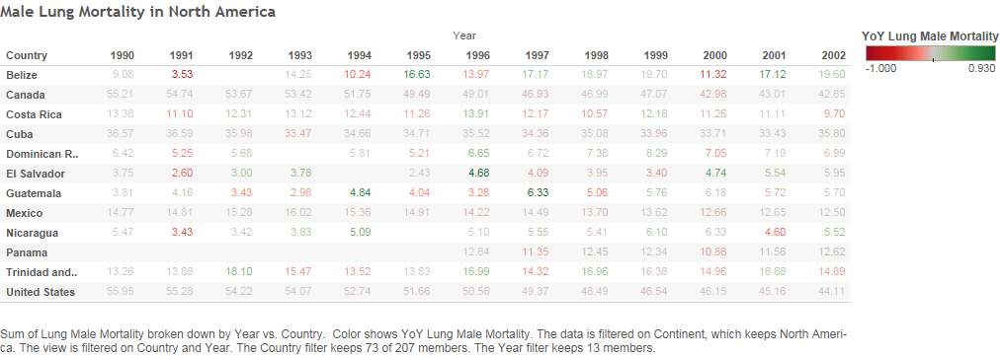 Male Lung Mortality in North America
Year
YoY Lung Male Mortality
-1.000 0.930
Country 1990 1991 1992 1993 1994 1995 1996 1997 1998 1999 2000 2001 2002
Belize 9.08 3.53 14.25 10.24 16.63 13.97 17.17 18.97 19.70 11.32 17.12 19.60
Canada 55.21 54.74 53.67 53.42 51.75 49.49 49.01 46.93 46.99 47.07 42.98 43.01 42.85
Costa Rica 13.38 11.10 12.31 13.12 12.44 11.26 13.91 12.17 10.57 12.18 11.26 11.11 9.70
Cuba 36.57 36.59 35.98 33.47 34.66 34.71 35.52 34.36 35.08 33.96 33.71 33.43 35.80
Dominican R.. 6.42 5.25 5.68 5.81 5.21 6.65 6.72 7.38 8.29 7.05 7.19 6.99
El Salvador 3.75 2.60 3.00 3.78 2.43 4.68 4.09 3.95 3.40 4.74 5.54 5.95
Guatemala 3.81 4.16 3.43 2.98 4.84 4.04 3.28 6.33 5.06 5.76 6.18 5.72 5.70
Mexico 14.77 14.81 15.28 16.02 15.36 14.91 14.22 14.49 13.70 13.62 12.66 12.65 12.50
Nicaragua 5.47 3.43 3.42 3.83 5.09 5.10 5.55 5.41 6.10 6.33 4.60 5.52
Panama 12.84 11.35 12.45 12.34 10.88 11.56 12.62
Trinidad and.. 13.26 13.88 18.10 15.47 13.52 13.83 16.99 14.32 16.96 16.38 14.96 16.88 14.89
United States 55.95 55.28 54.22 54.07 52.74 51.66 50.56 49.37 48.49 46.54 46.15 45.16 44.11
Sum of Lung Male Mortality broken down by Year vs. Country. Color shows YoY Lung Male Mortality. The data is filtered on Continent, which keeps North Ameri-
ca. The view is filtered on Country and Year. The Country filter keeps 73 of 207 members. The Year filter keeps 13 members.